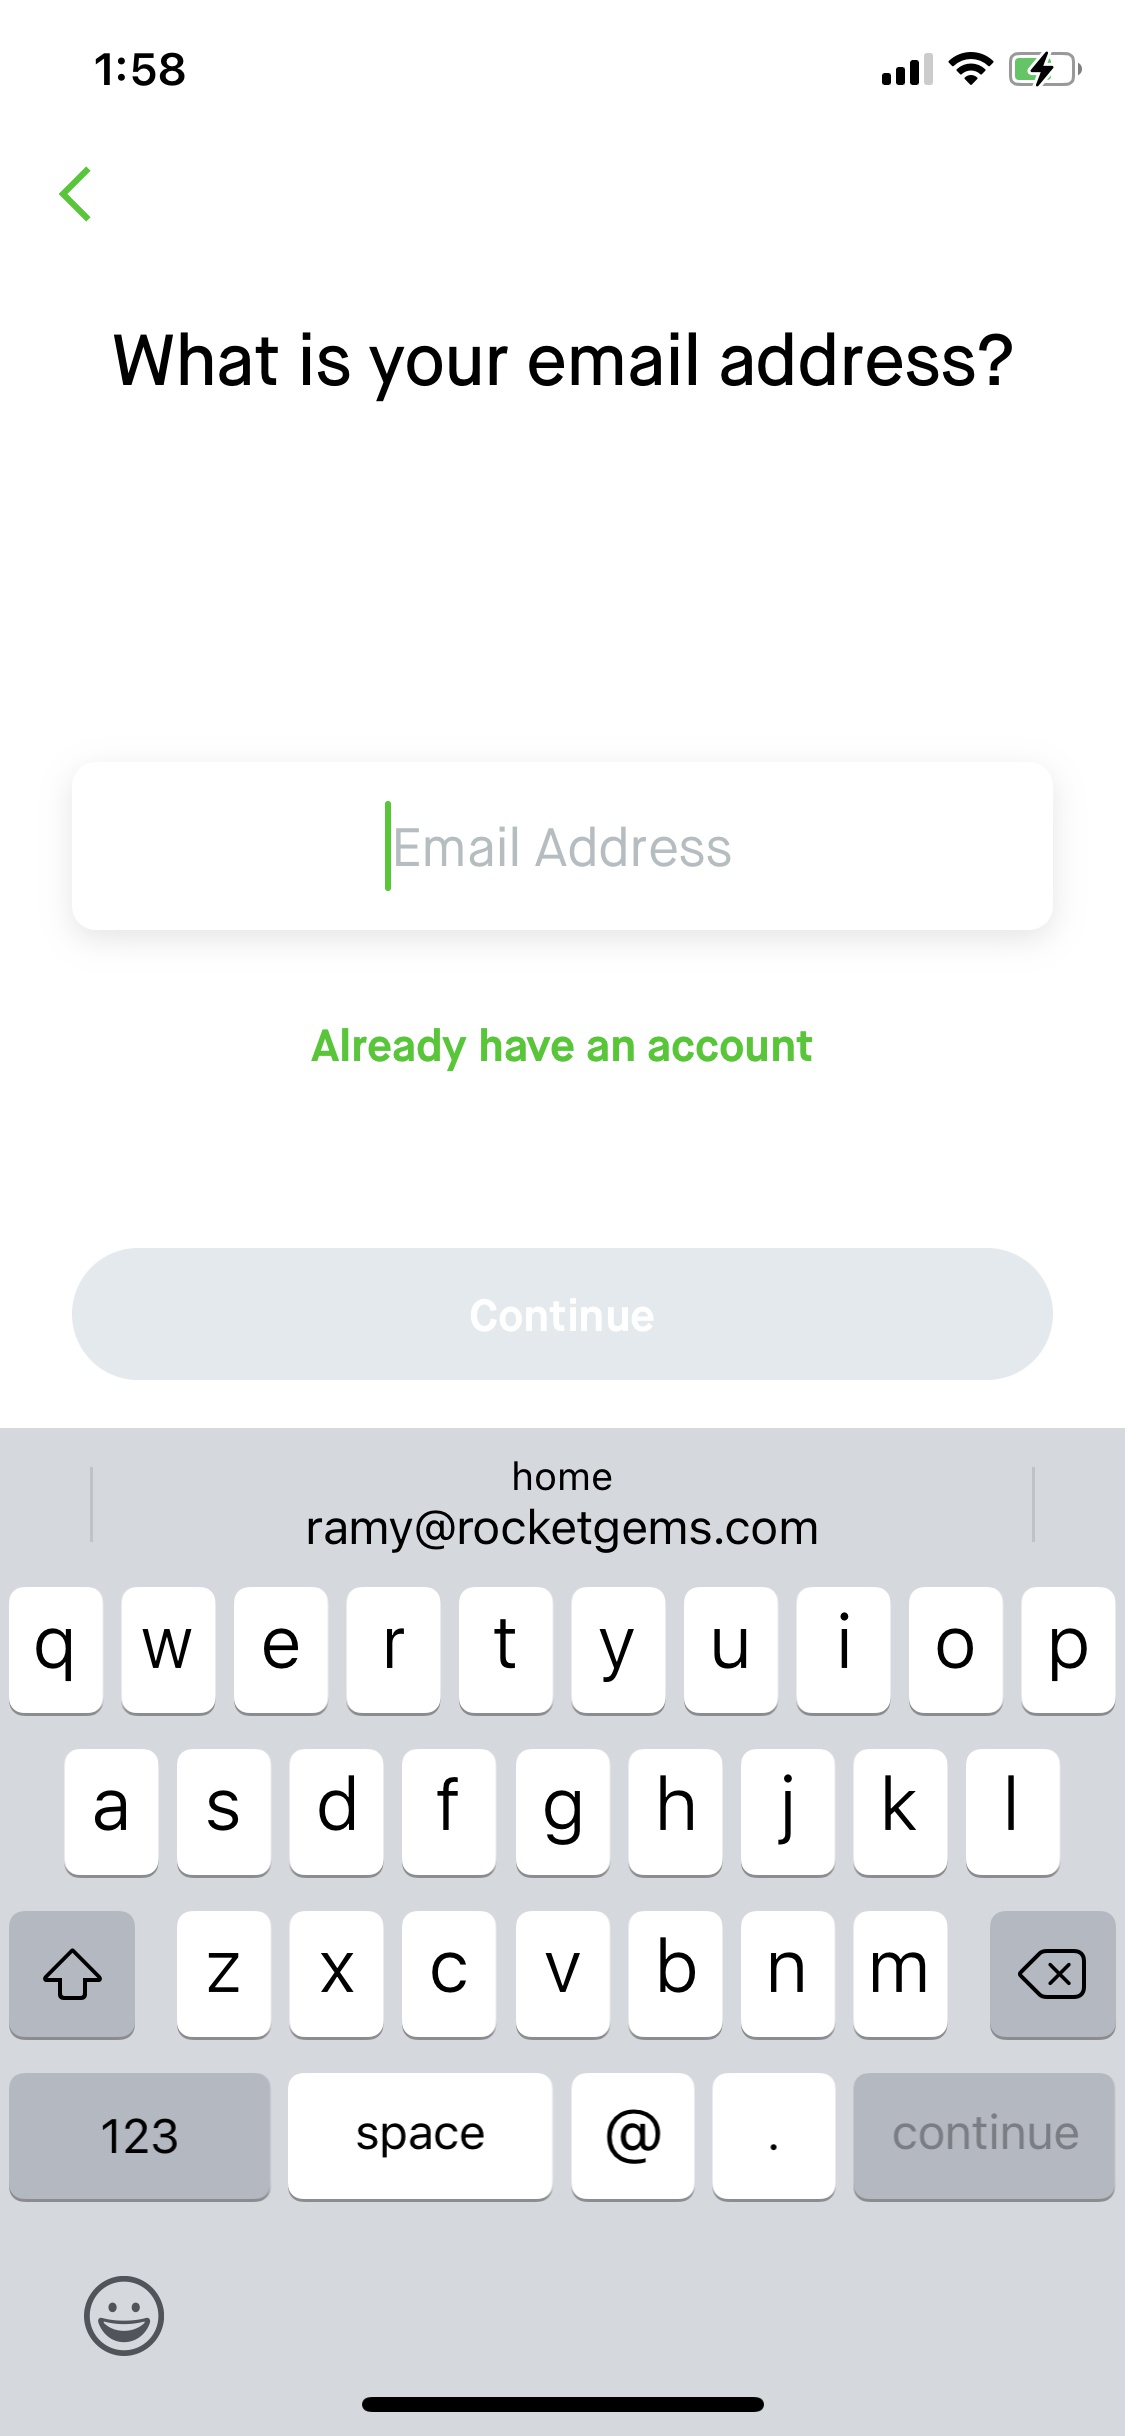 1:58
What is your email address?
Email Address
Already have an account
Continue
home
ramy@rocketgems.com
q w e r t y u i o p
a s d f g h j k l
z x c v b n m
123 space @ . continue